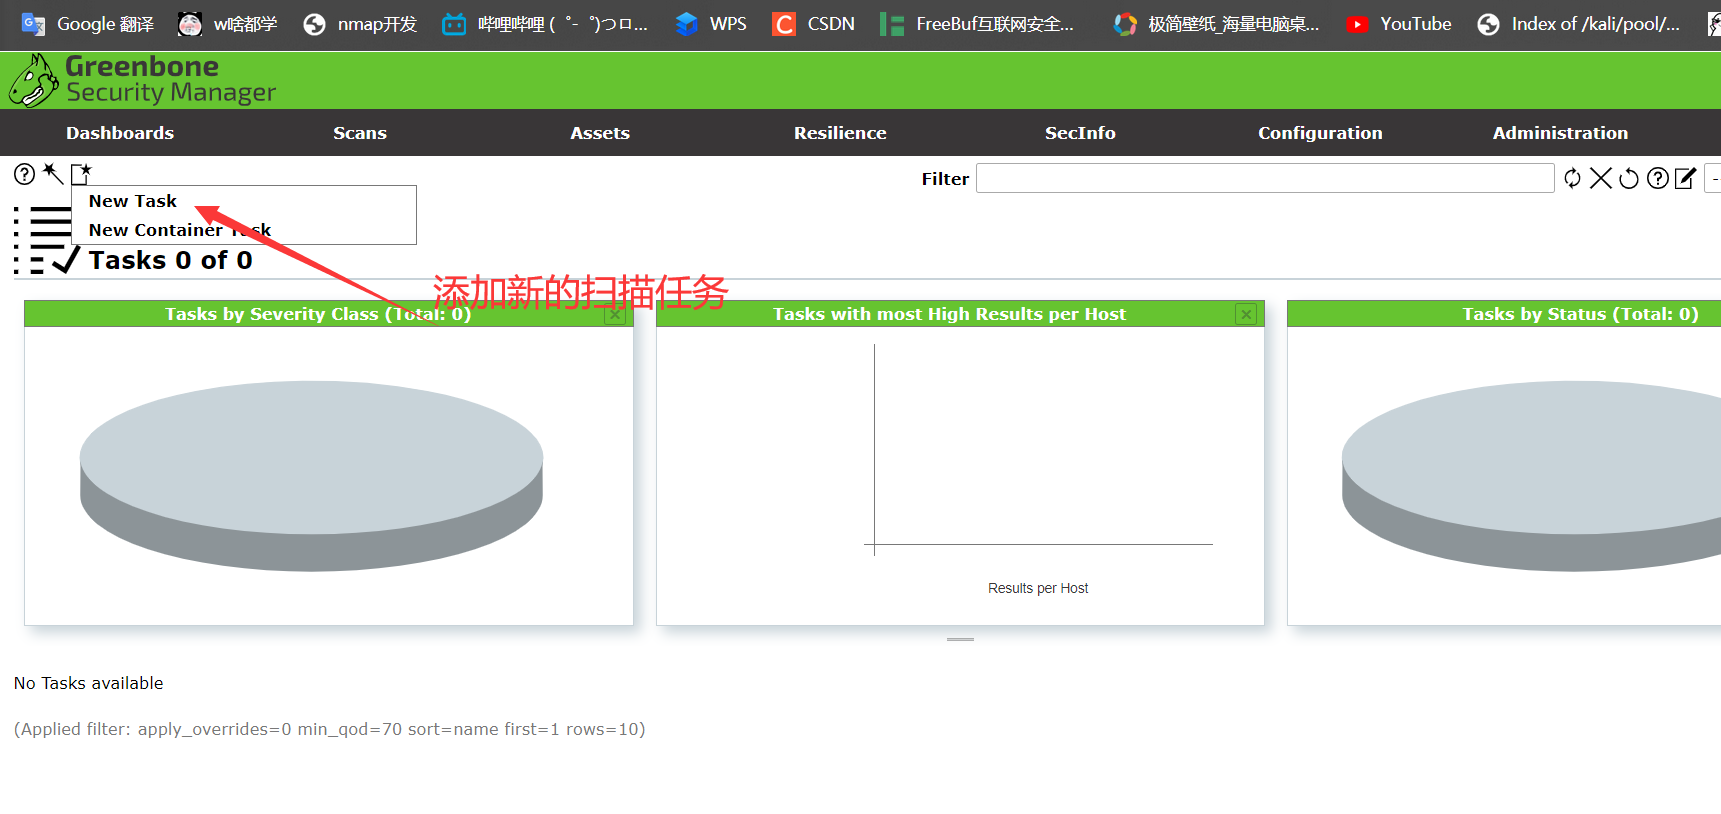 Google 翻译 w啥都学 nmap开发 哔哩哔哩 ( ゜- ゜)つロ... WPS CSDN FreeBuf互联网安全... 极简壁纸_海量电脑桌... YouTube Index of /kali/pool/...
Greenbone
Security Manager
Dashboards Scans Assets Resilience SecInfo Configuration Administration
Filter
New Task
New Container Task
Tasks 0 of 0
添加新的扫描任务
Tasks by Severity Class (Total: 0) Tasks with most High Results per Host Tasks by Status (Total: 0)
Results per Host
No Tasks available
(Applied filter: apply_overrides=0 min_qod=70 sort=name first=1 rows=10)